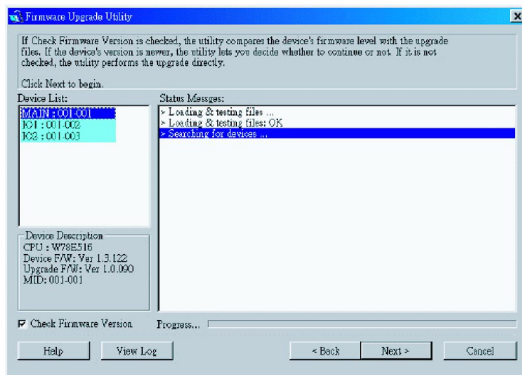 Firmware Upgrade Utility
If Check Firmware Version is checked, the utility compares the device's firmware level with the upgrade
files. If the device's version is newer, the utility lets you decide whether to continue or not. If it is not
checked, the utility performs the upgrade directly.
Click Next to begin.
Device List:
MAIN : 001-001
IO1 : 001-002
IO2 : 001-003
Status Messges:
> Loading & testing files ...
> Loading & testing files: OK
> Searching for devices ...
Device Description
CPU : W78E516
Device F/W: Ver 1.3.122
Upgrade F/W: Ver 1.0.090
MID: 001-001
Check Firmware Version
Progress...
Help
View Log
< Back
Next >
Cancel